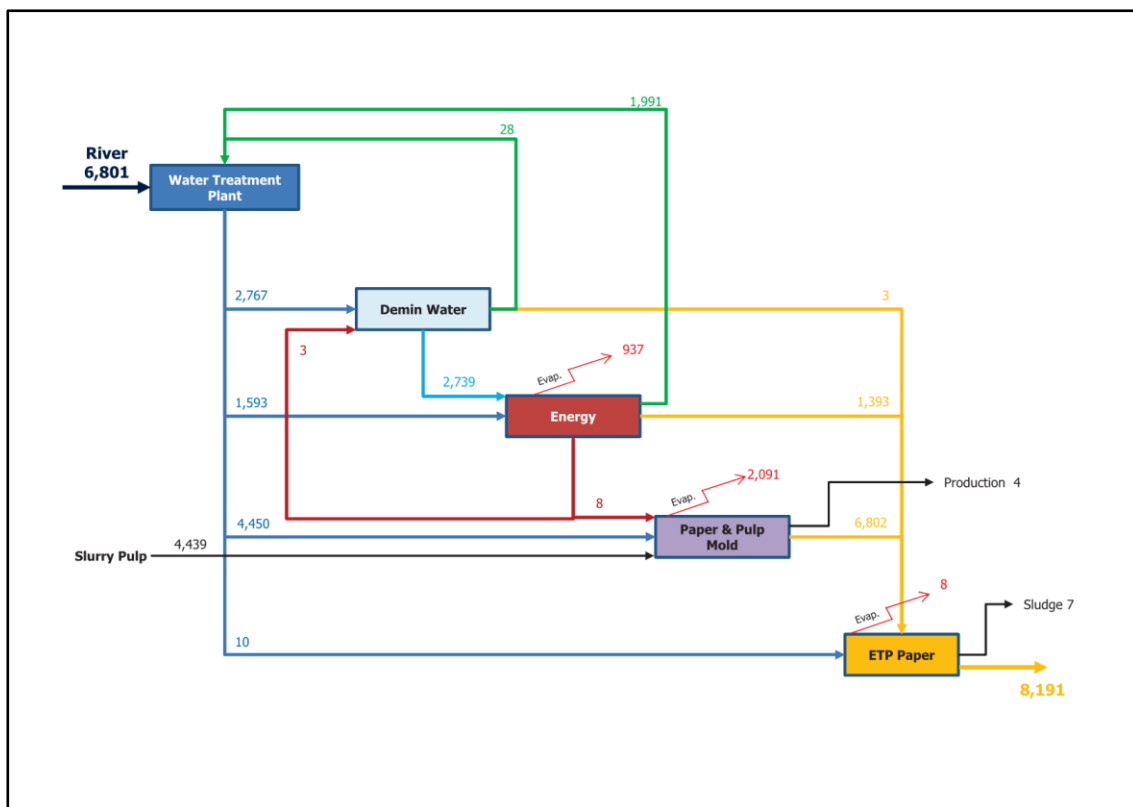 1,991
28
River
6,801
Water Treatment
Plant
2,767
3
Demin Water
3
937
Evap.
2,739
1,593
1,393
Energy
2,091
Evap.
Production 4
8
4,450
6,802
Paper & Pulp
Mold
4,439
Slurry Pulp
8
Evap.
Sludge 7
10
ETP Paper
8,191